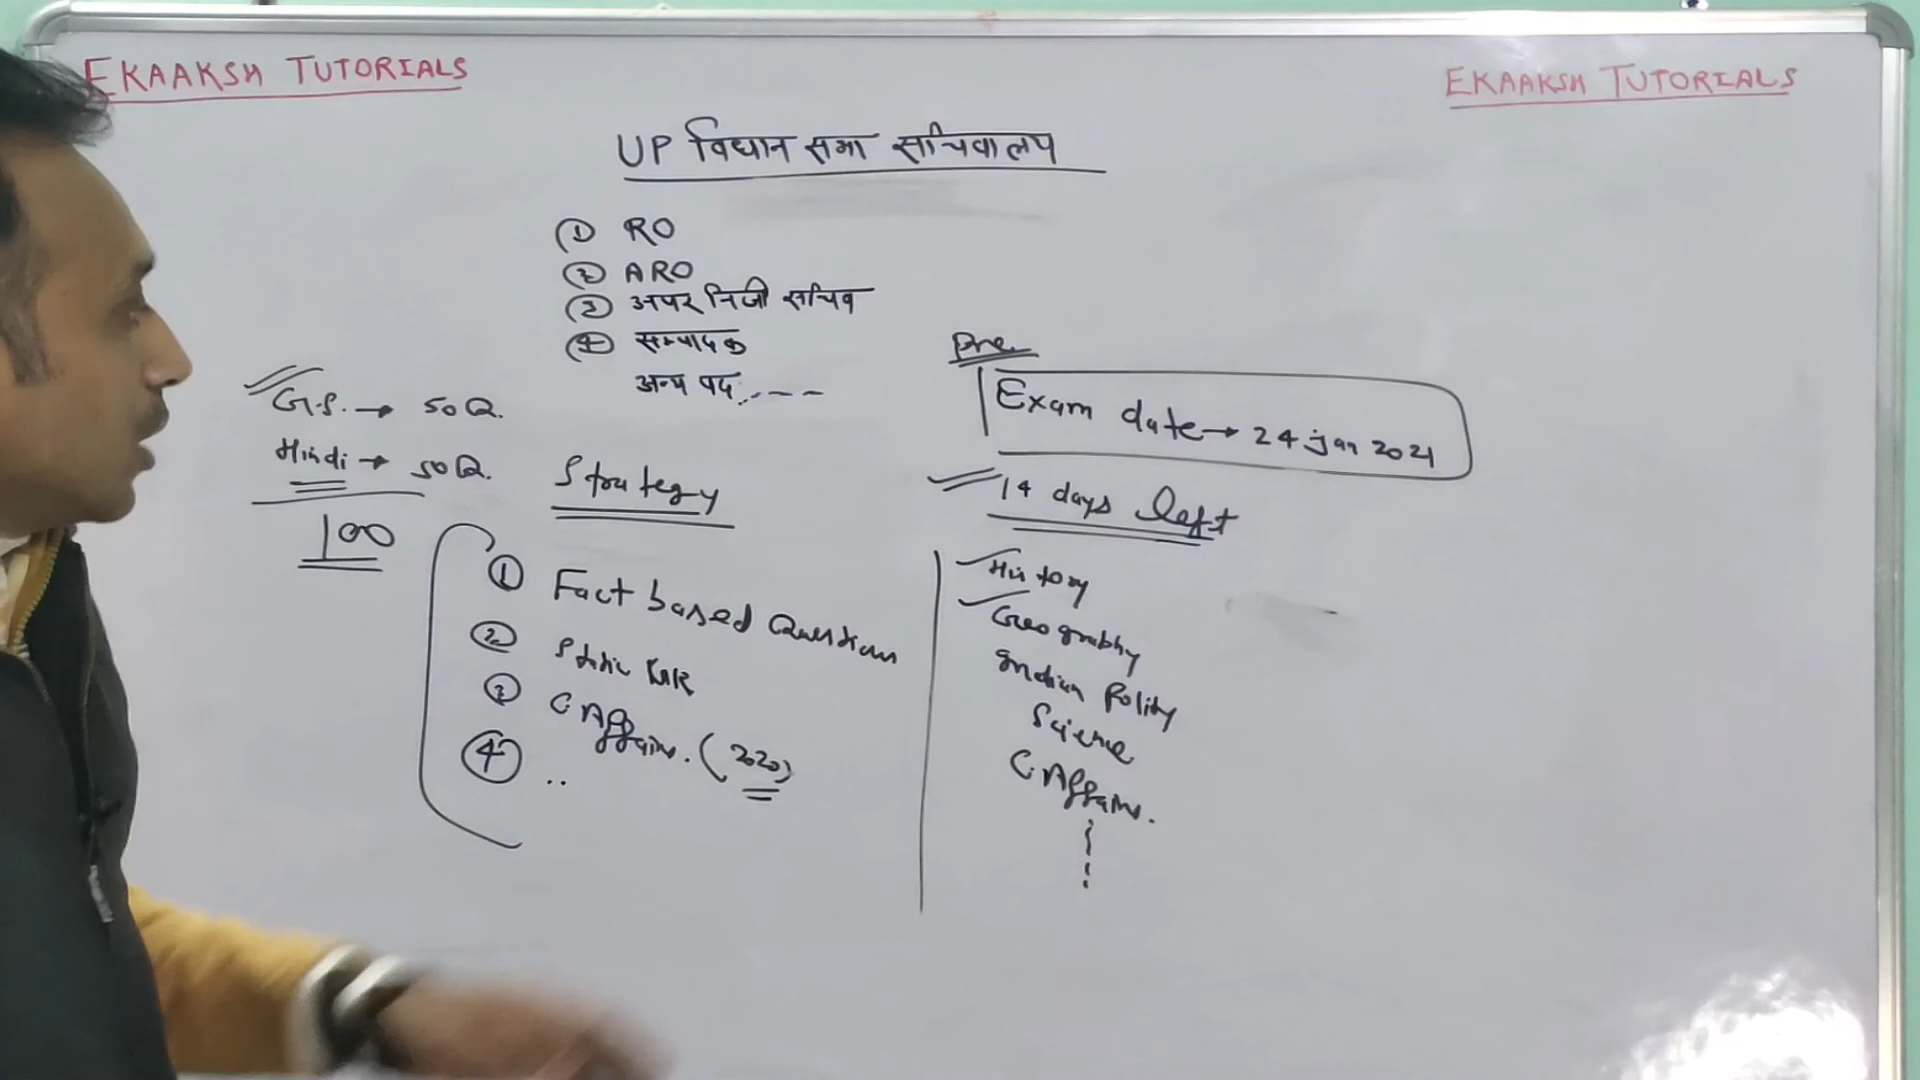 EKAAKSH TUTORIALS
EKAAKSH TUTORIALS
UP विधान सभा सचिवालय
① RO
② ARO
③ अपर निजी सचिव
④ सम्पादक
अन्य पद ----
G.S. → 50 Q.
Hindi → 50 Q.
100
Pre
Exam date → 24 jan 2021
14 days left
Strategy
① Fact based Question
② Static GK
③ C Affairs. (2020)
④ ..
History
Geography
Indian Polity
Science
C Affairs.